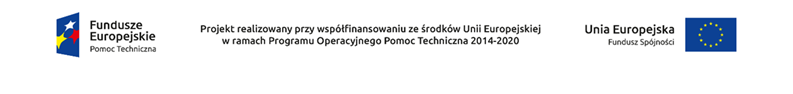 Fundusze
Europejskie
Pomoc Techniczna
Projekt realizowany przy współfinansowaniu ze środków Unii Europejskiej
w ramach Programu Operacyjnego Pomoc Techniczna 2014-2020
Unia Europejska
Fundusz Spójności